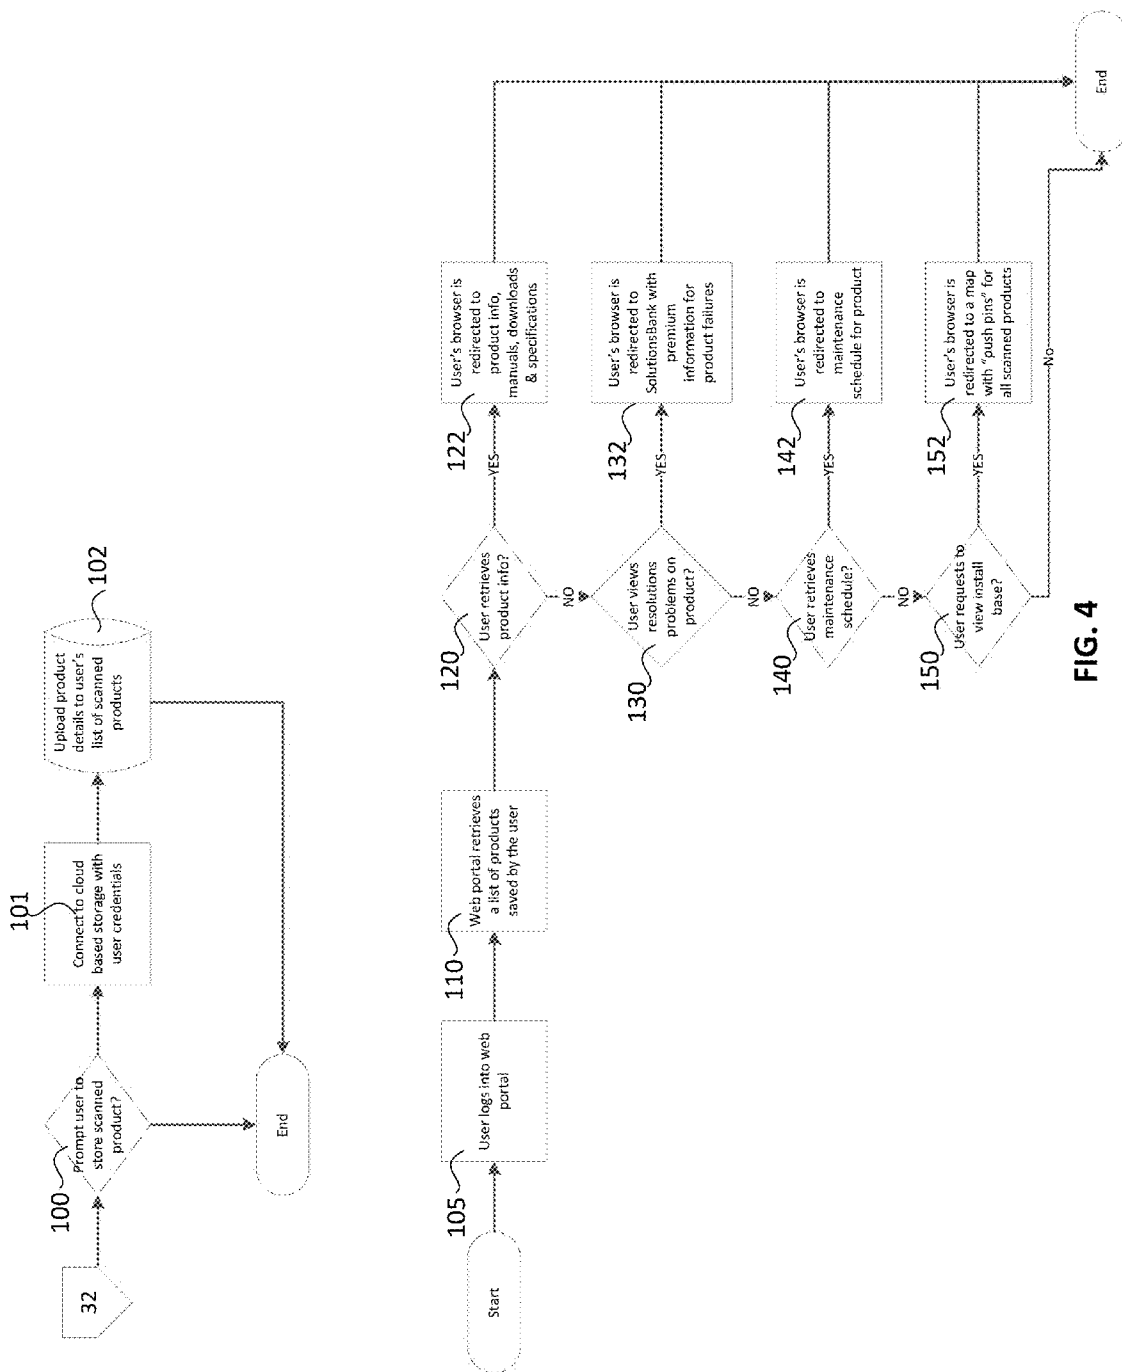 32
100
Prompt user to
store scanned
product?
101
Connect to cloud
based storage with
user credentials
102
Upload product
details to user's
list of scanned
products
End
Start
105
User logs into web
portal
110
Web portal retrieves
a list of products
saved by the user
120
User retrieves
product info?
YES
122
User's browser is
redirected to
product info,
manuals, downloads
& specifications
NO
130
User views
resolutions
problems on
product?
YES
132
User's browser is
redirected to
SolutionsBank with
premium
information for
product failures
NO
140
User retrieves
maintenance
schedule?
YES
142
User's browser is
redirected to
maintenance
schedule for product
NO
150
User requests to
view install
base?
YES
152
User's browser is
redirected to a map
with "push pins" for
all scanned products
No
End
FIG. 4